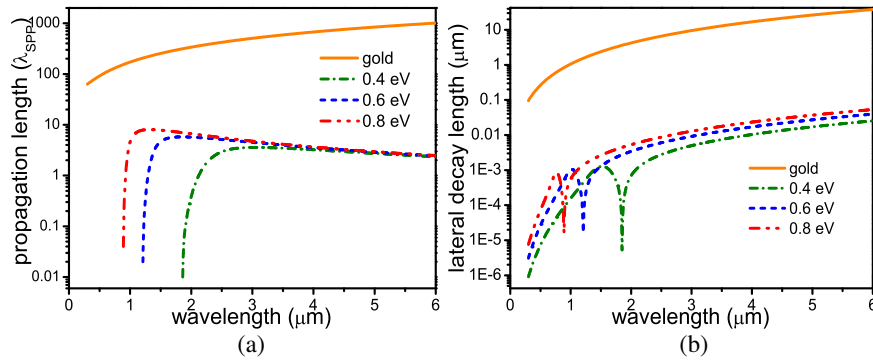 propagation length (λSPP)
1000
100
10
1
0.1
0.01
gold
0.4 eV
0.6 eV
0.8 eV
0 1 2 3 4 5 6
wavelength (μm)
(a)
lateral decay length (μm)
10
1
0.1
0.01
1E-3
1E-4
1E-5
1E-6
gold
0.4 eV
0.6 eV
0.8 eV
0 1 2 3 4 5 6
wavelength (μm)
(b)